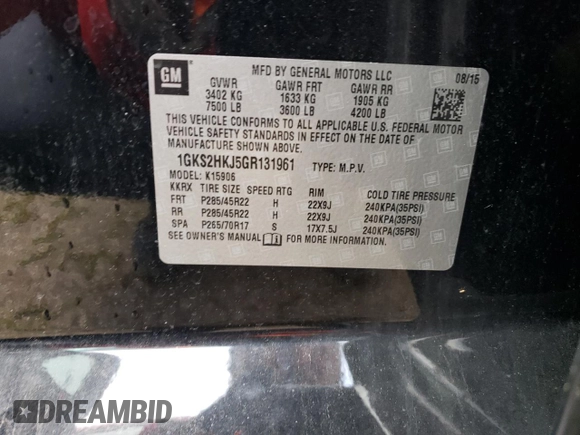 GM
MFD BY GENERAL MOTORS LLC 08/15
GVWR GAWR FRT GAWR RR
3402 KG 1633 KG 1905 KG
7500 LB 3600 LB 4200 LB
THIS VEHICLE CONFORMS TO ALL APPLICABLE U.S. FEDERAL MOTOR
VEHICLE SAFETY STANDARDS IN EFFECT ON THE DATE OF
MANUFACTURE SHOWN ABOVE.
1GKS2HKJ5GR131961 TYPE: M.P.V.
MODEL: K15906
KKRX TIRE SIZE SPEED RTG RIM COLD TIRE PRESSURE
FRT P285/45R22 H 22X9J 240KPA(35PSI)
RR P285/45R22 H 22X9J 240KPA(35PSI)
SPA P265/70R17 S 17X7.5J 240KPA(35PSI)
SEE OWNER'S MANUAL FOR MORE INFORMATION
DREAMBID